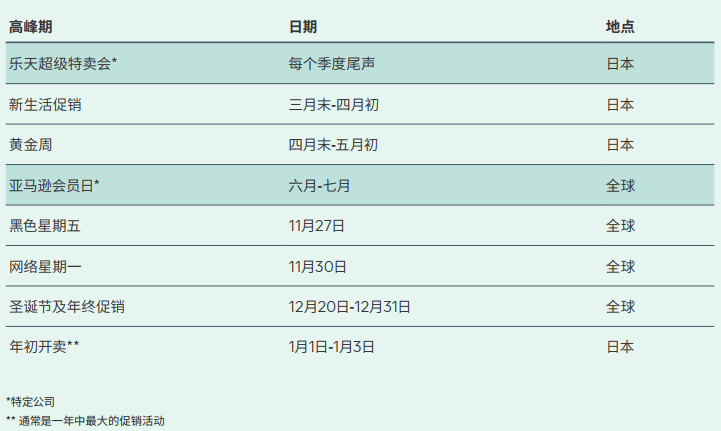 高峰期 日期 地点
乐天超级特卖会* 每个季度尾声 日本
新生活促销 三月末-四月初 日本
黄金周 四月末-五月初 日本
亚马逊会员日* 六月-七月 全球
黑色星期五 11月27日 全球
网络星期一 11月30日 全球
圣诞节及年终促销 12月20日-12月31日 全球
年初开卖** 1月1日-1月3日 日本
*特定公司
** 通常是一年中最大的促销活动